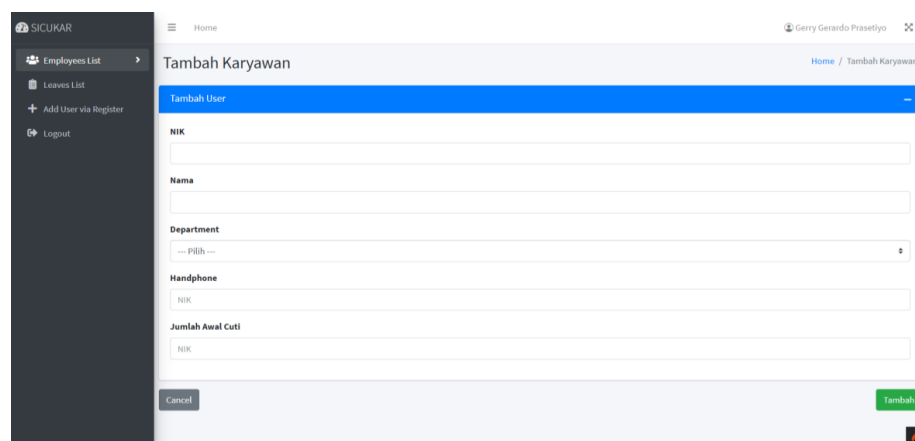 SICUKAR
Home
Gerry Gerardo Prasetiyo
Employees List
Leaves List
Add User via Register
Logout
Tambah Karyawan
Home / Tambah Karyawan
Tambah User
NIK
Nama
Department
--- Pilih ---
Handphone
NIK
Jumlah Awal Cuti
NIK
Cancel
Tambah